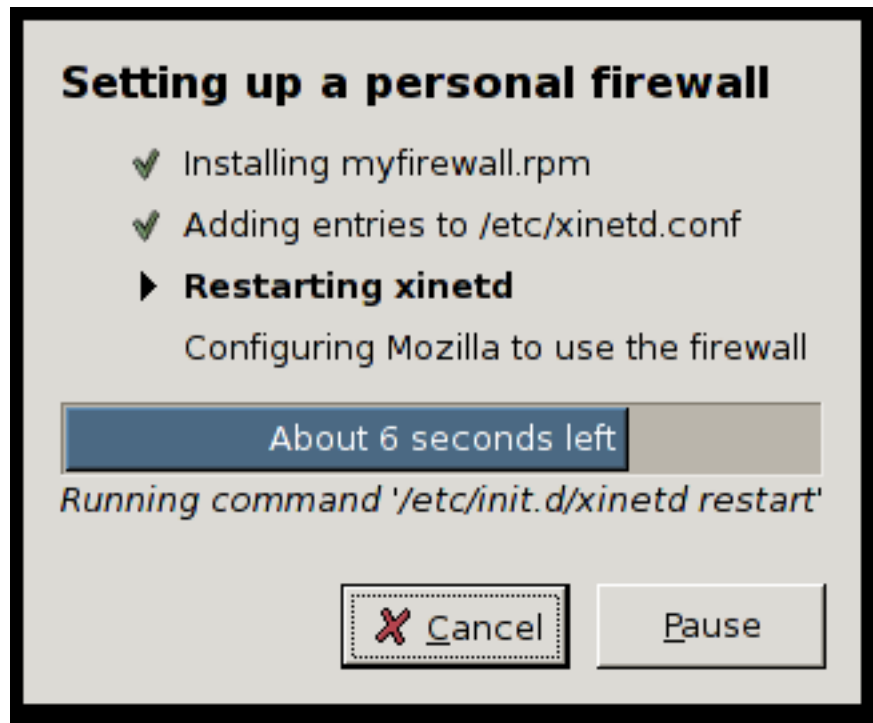 Setting up a personal firewall
Installing myfirewall.rpm
Adding entries to /etc/xinetd.conf
Restarting xinetd
Configuring Mozilla to use the firewall
About 6 seconds left
Running command '/etc/init.d/xinetd restart'
Cancel Pause